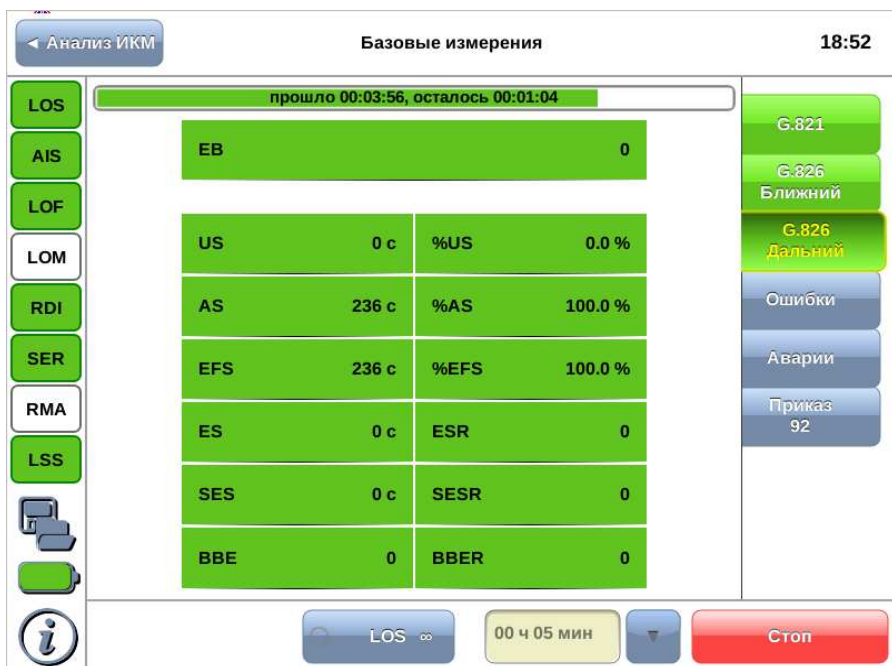 ◄ Анализ ИКМ
Базовые измерения
18:52
LOS
AIS
LOF
LOM
RDI
SER
RMA
LSS
i
прошло 00:03:56, осталось 00:01:04
EB 0
US 0 с %US 0.0 %
AS 236 с %AS 100.0 %
EFS 236 с %EFS 100.0 %
ES 0 с ESR 0
SES 0 с SESR 0
BBE 0 BBER 0
G.821
G.826
Ближний
G.826
Дальний
Ошибки
Аварии
Приказ
92
LOS ∞
00 ч 05 мин
▼
Стоп